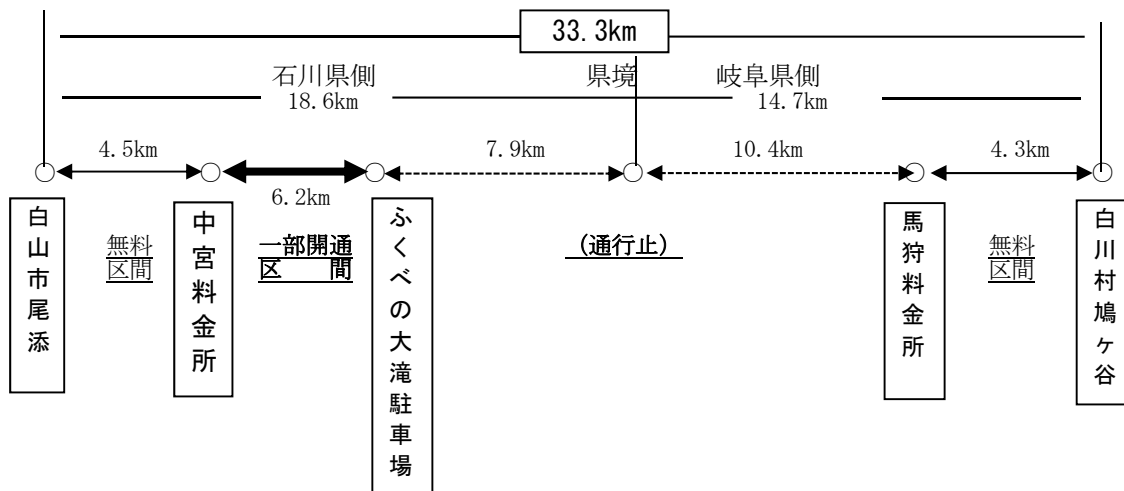 33.3km
石川県側
県境
岐阜県側
18.6km
14.7km
4.5km
7.9km
10.4km
4.3km
6.2km
白山市尾添
無料
区間
中宮料金所
一部開通
区　　間
ふくべの大滝駐車場
(通行止)
馬狩料金所
無料
区間
白川村鳩ヶ谷